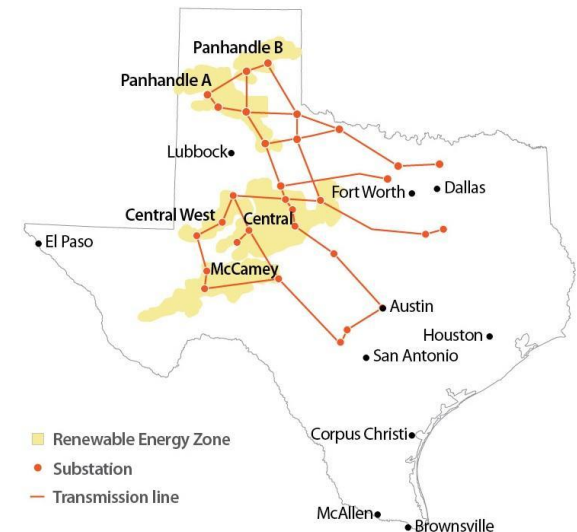 Panhandle B
Panhandle A
Lubbock
Fort Worth
Dallas
Central West
Central
El Paso
McCamey
Austin
Houston
San Antonio
Renewable Energy Zone
Corpus Christi
Substation
Transmission line
McAllen
Brownsville